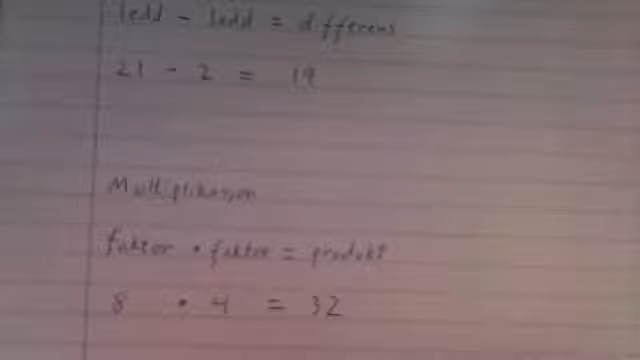 ledd - ledd = differens
21 - 2 = 19
Multiplikasjon
faktor • faktor = produkt
8 • 4 = 32